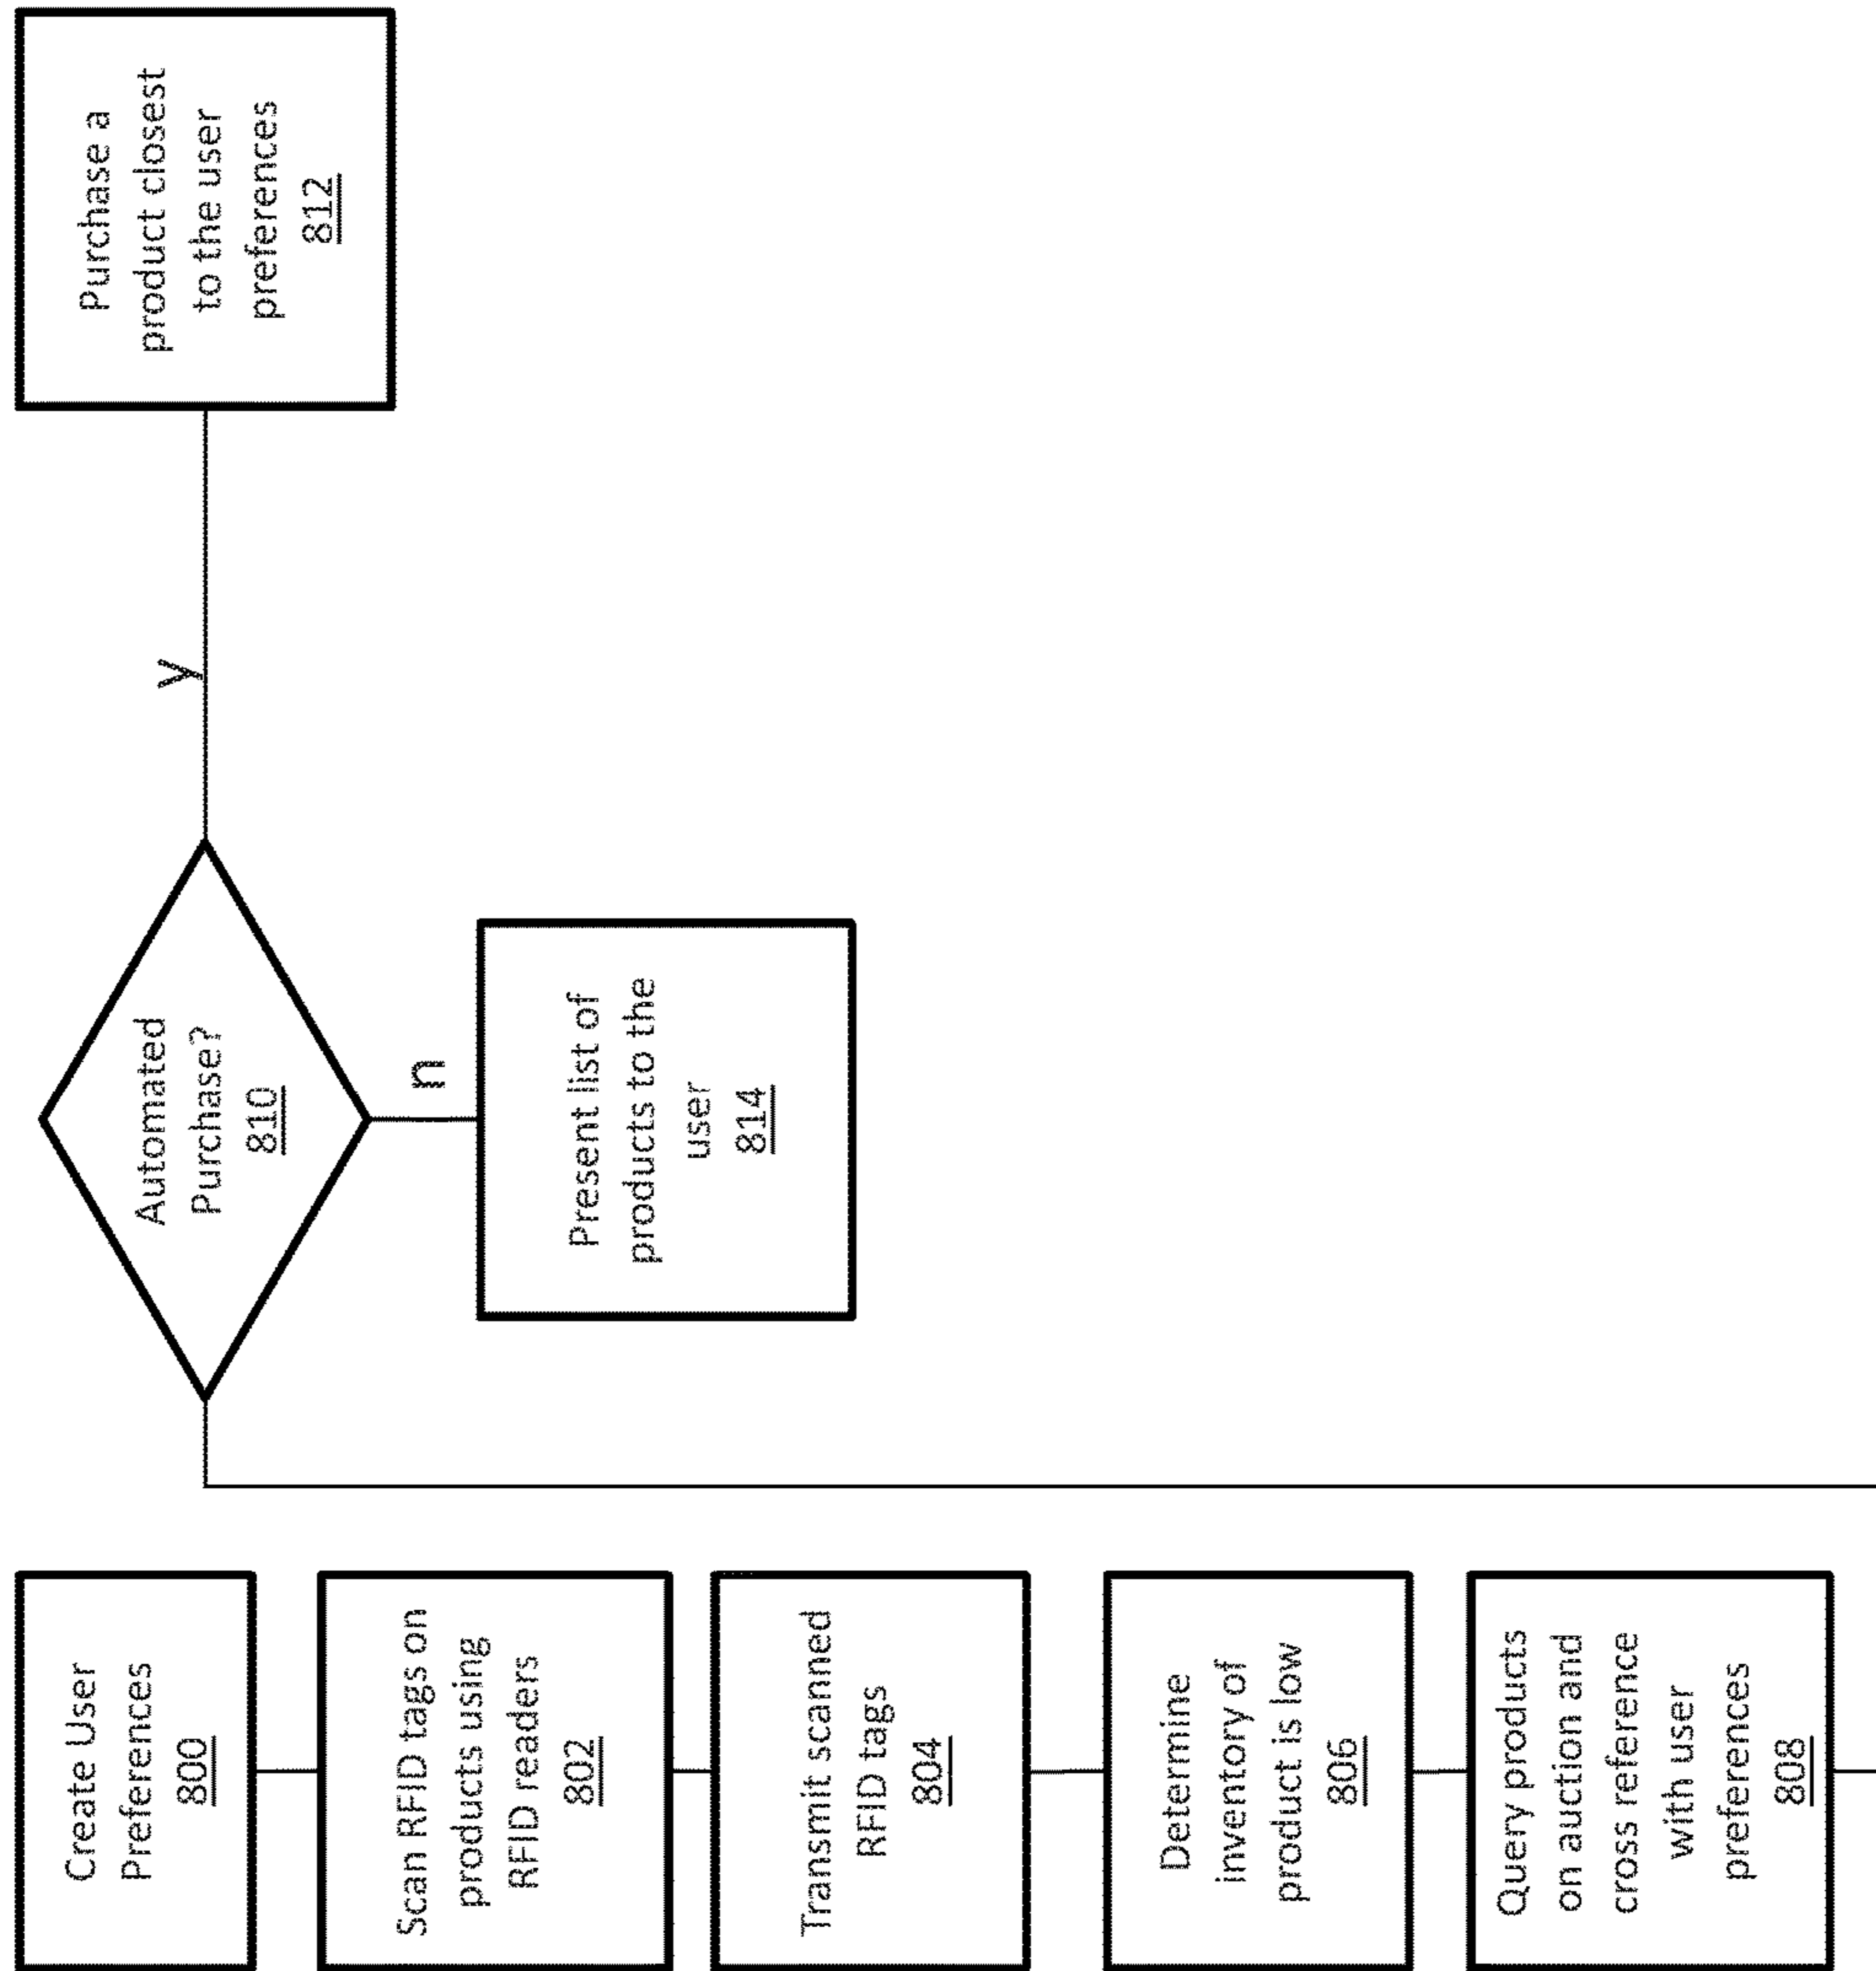 Create User
Preferences
800
Scan RFID tags on
products using
RFID readers
802
Transmit scanned
RFID tags
804
Determine
inventory of
product is low
806
Query products
on auction and
cross reference
with user
preferences
808
Automated
Purchase?
810
y
n
Purchase a
product closest
to the user
preferences
812
Present list of
products to the
user
814